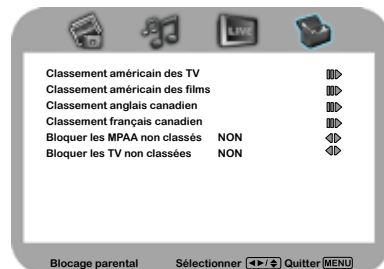 LIVE
Classement américain des TV
Classement américain des films
Classement anglais canadien
Classement français canadien
Bloquer les MPAA non classés NON
Bloquer les TV non classées NON
Blocage parental Sélectionner ◄►/♦ Quitter MENU